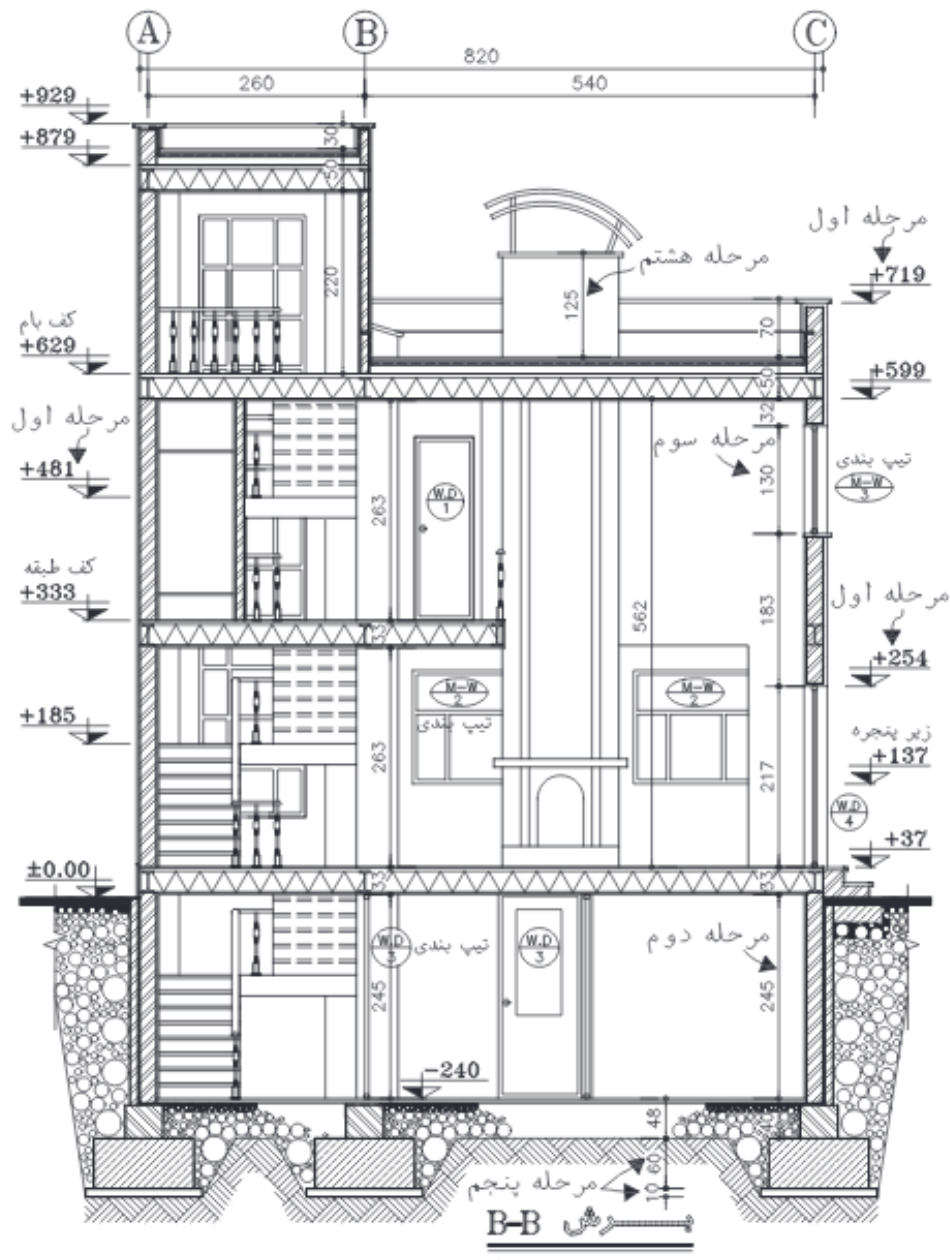 A B C
820
260 540
+929
+879
30
50
220
مرحله اول
+719
مرحله هشتم
125
70
کف بام
+629
50
+599
32
مرحله اول
+481
مرحله سوم
130
تیپ بندی
M-W
3
W.D
1
263
کف طبقه
+333
33
562
183
مرحله اول
+254
M-W
2
تیپ بندی
M-W
2
+185
263
زیر پنجره
+137
217
W.D
4
+37
±0.00
33
33
W.D
3
تیپ بندی
W.D
3
مرحله دوم
245
245
-240
48
60
10
مرحله پنجم
B-B برش